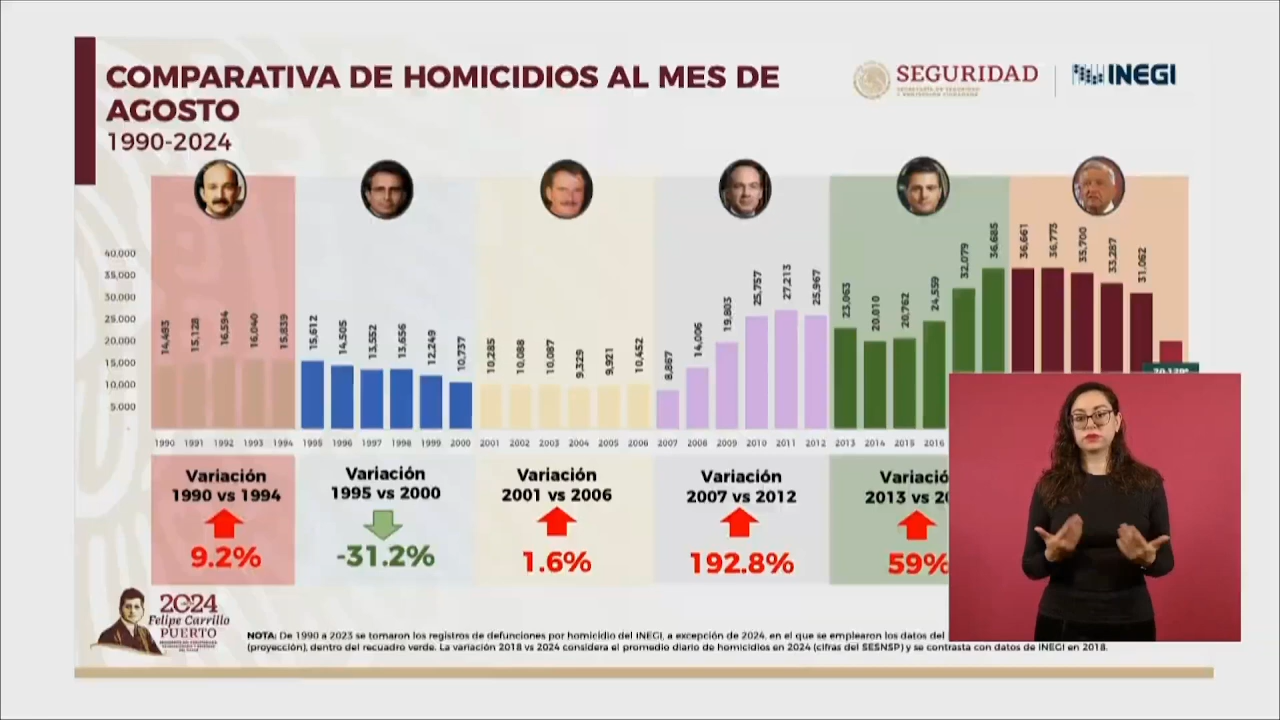 COMPARATIVA DE HOMICIDIOS AL MES DE
AGOSTO
1990-2024
SEGURIDAD
INEGI
40,000
35,000
30,000
25,000
20,000
15,000
10,000
5,000
14,493
15,128
16,594
16,040
15,839
15,612
14,505
13,552
13,656
12,249
10,737
10,285
10,088
10,087
9,329
9,921
10,452
8,867
14,006
19,803
25,757
27,213
25,967
23,063
20,010
20,762
24,559
32,079
36,685
36,661
36,773
35,700
33,287
31,062
1990 1991 1992 1993 1994 1995 1996 1997 1998 1999 2000 2001 2002 2003 2004 2005 2006 2007 2008 2009 2010 2011 2012 2013 2014 2015 2016
Variación
1990 vs 1994
9.2%
Variación
1995 vs 2000
-31.2%
Variación
2001 vs 2006
1.6%
Variación
2007 vs 2012
192.8%
Variació
2013 vs 20
59%
2024
Felipe Carrillo
PUERTO
NOTA: De 1990 a 2023 se tomaron los registros de defunciones por homicidio del INEGI, a excepción de 2024, en el que se emplearon los datos del
(proyección), dentro del recuadro verde. La variación 2018 vs 2024 considera el promedio diario de homicidios en 2024 (cifras del SESNSP) y se contrasta con datos de INEGI en 2018.